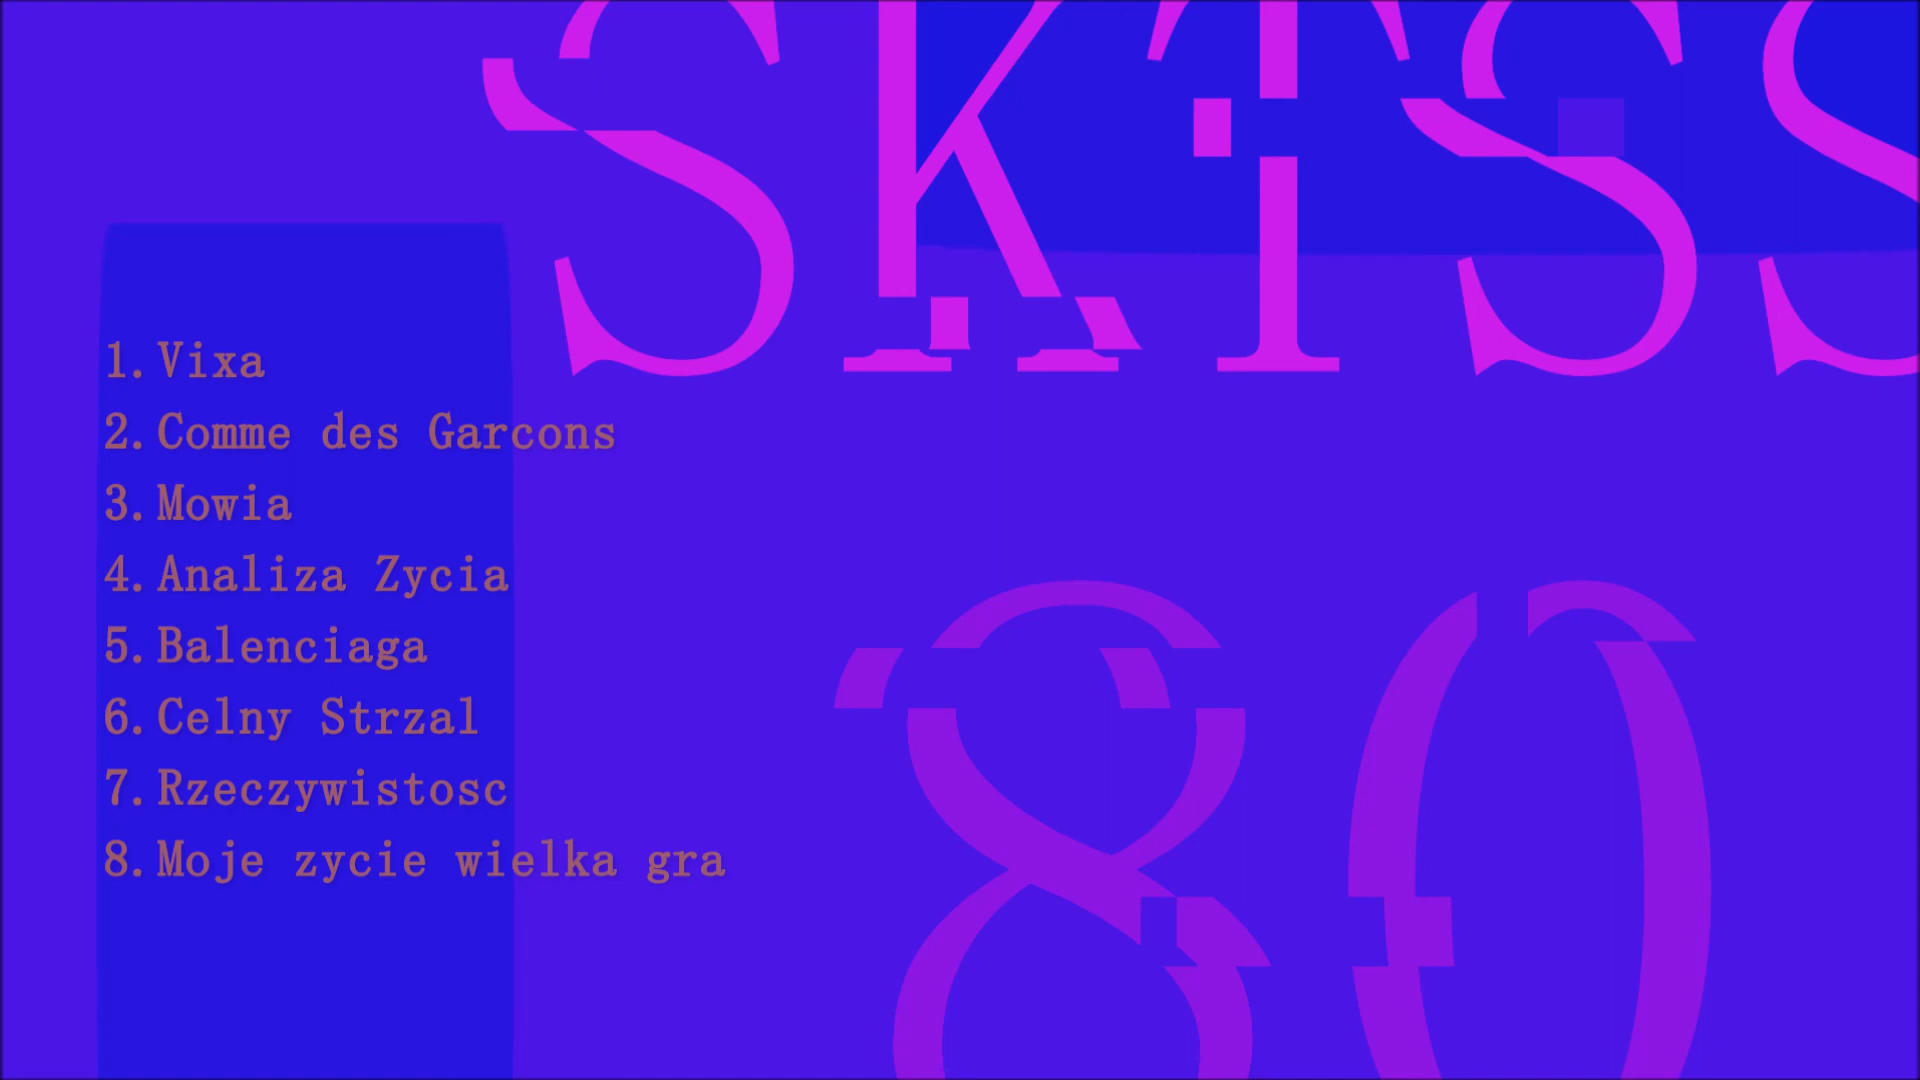 SKISS
1.Vixa
2.Comme des Garcons
3.Mowia
4.Analiza Zycia
5.Balenciaga
6.Celny Strzal
7.Rzeczywistosc
8.Moje zycie wielka gra
80